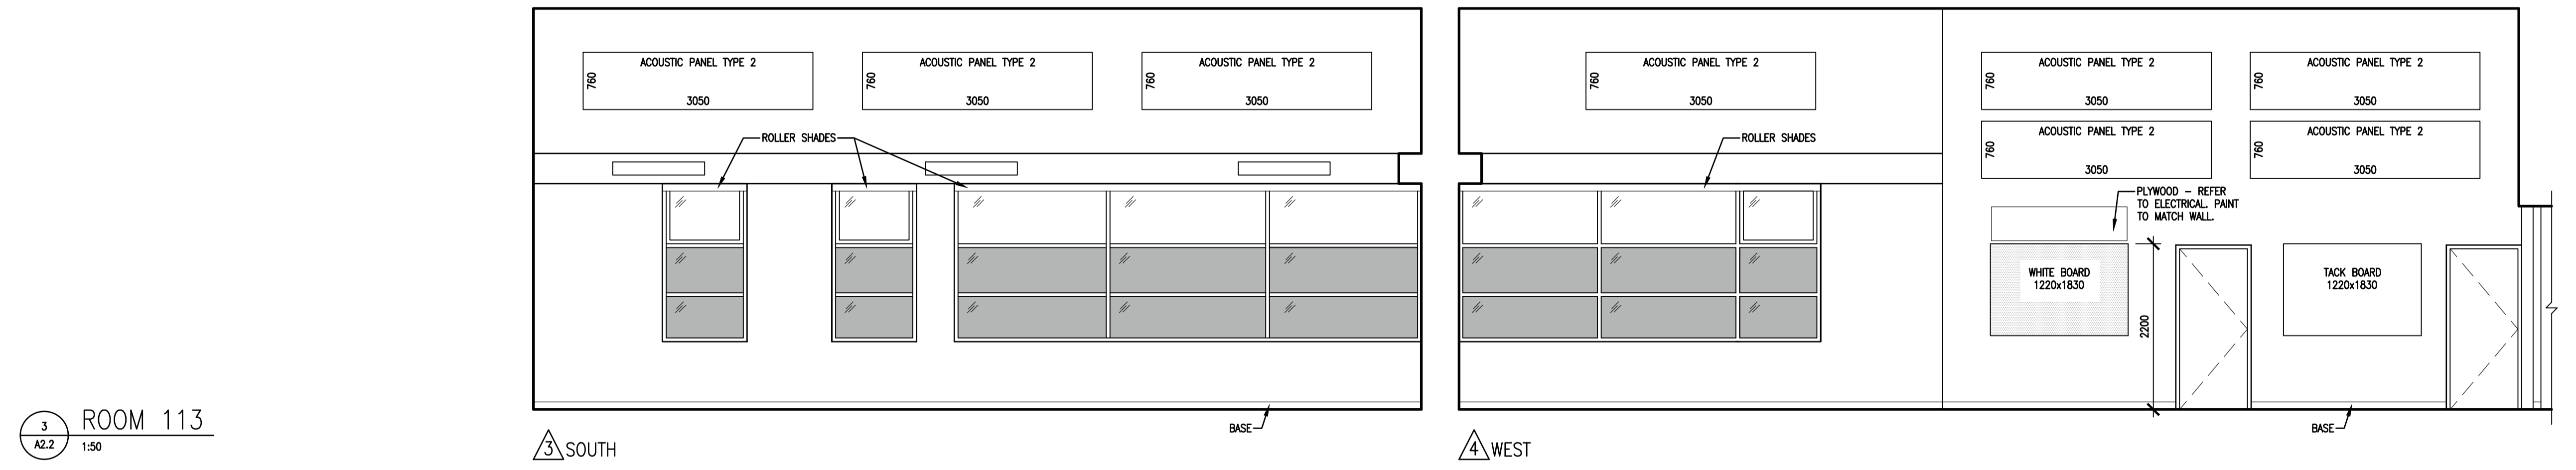 ACOUSTIC PANEL TYPE 2
760
3050
ACOUSTIC PANEL TYPE 2
760
3050
ACOUSTIC PANEL TYPE 2
760
3050
ROLLER SHADES
BASE
3 SOUTH
ACOUSTIC PANEL TYPE 2
760
3050
ROLLER SHADES
ACOUSTIC PANEL TYPE 2
760
3050
ACOUSTIC PANEL TYPE 2
760
3050
ACOUSTIC PANEL TYPE 2
760
3050
ACOUSTIC PANEL TYPE 2
760
3050
PLYWOOD - REFER
TO ELECTRICAL. PAINT
TO MATCH WALL.
WHITE BOARD
1220x1830
2200
TACK BOARD
1220x1830
BASE
4 WEST
3
A2.2
ROOM 113
1:50